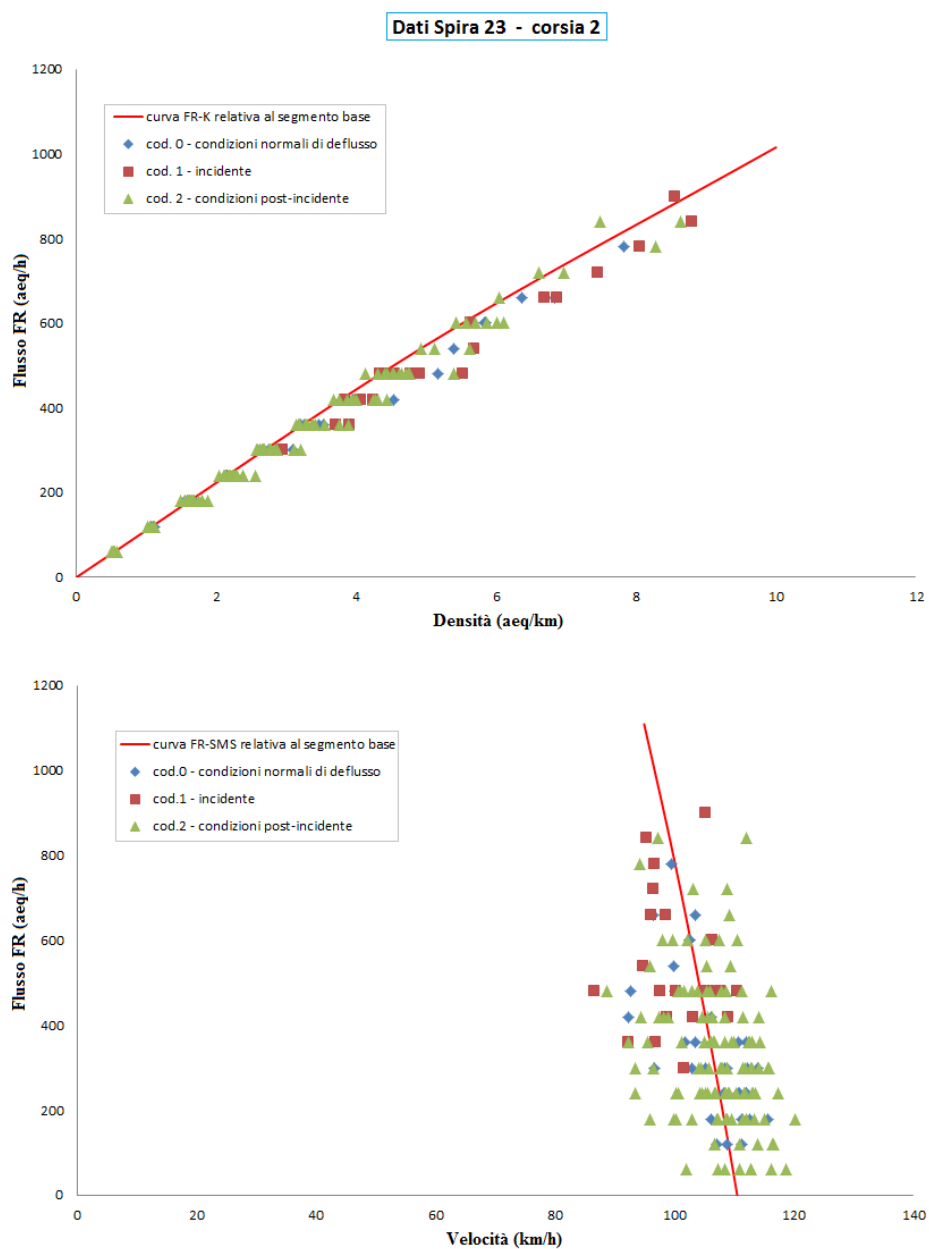 Dati Spira 23 - corsia 2
1200
curva FR-K relativa al segmento base
cod. 0 - condizioni normali di deflusso
cod. 1 - incidente
cod. 2 - condizioni post-incidente
1000
800
600
400
200
0
Flusso FR (aeq/h)
0 2 4 6 8 10 12
Densità (aeq/km)
1200
curva FR-SMS relativa al segmento base
cod.0 - condizioni normali di deflusso
cod.1 - incidente
cod.2 - condizioni post-incidente
1000
800
600
400
200
0
Flusso FR (aeq/h)
0 20 40 60 80 100 120 140
Velocità (km/h)